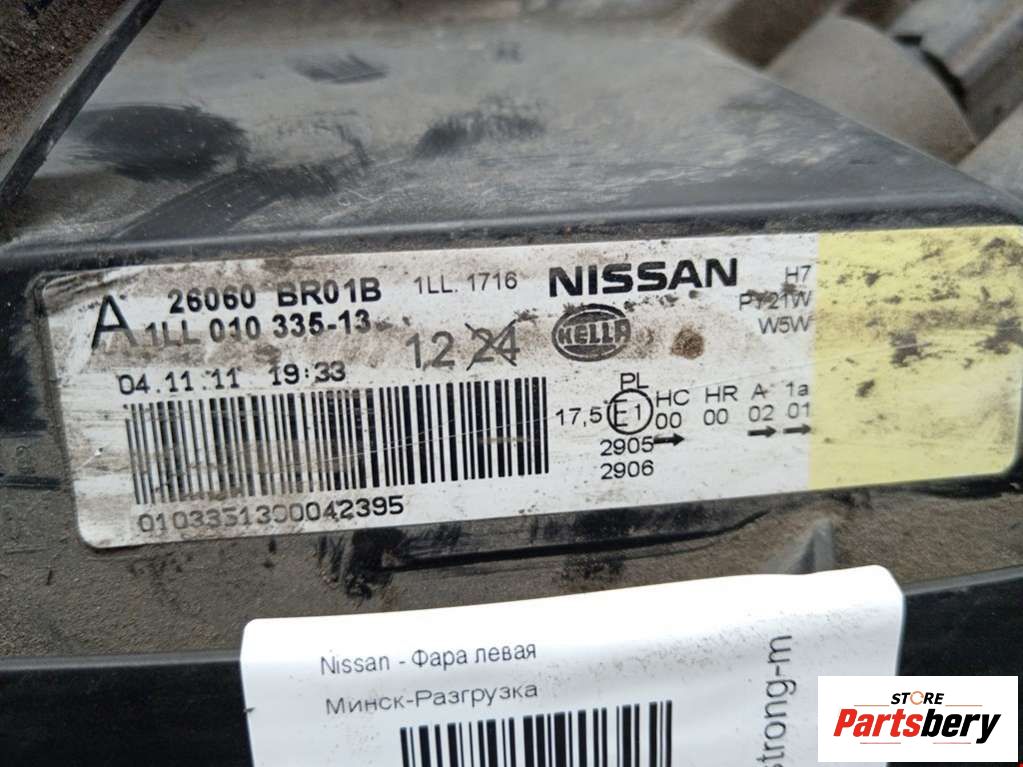 A
26060 BR01B 1LL. 1716 NISSAN H7
1LL 010 335-13 12 24 HELLA PY21W
W5W
04.11.11 19:33
PL
17,5 E1 HC HR A 1a
00 00 02 01
2905
2906
0103351300042395
Nissan - Фара левая
Минск-Разгрузка
strong-m
STORE
Partsbery